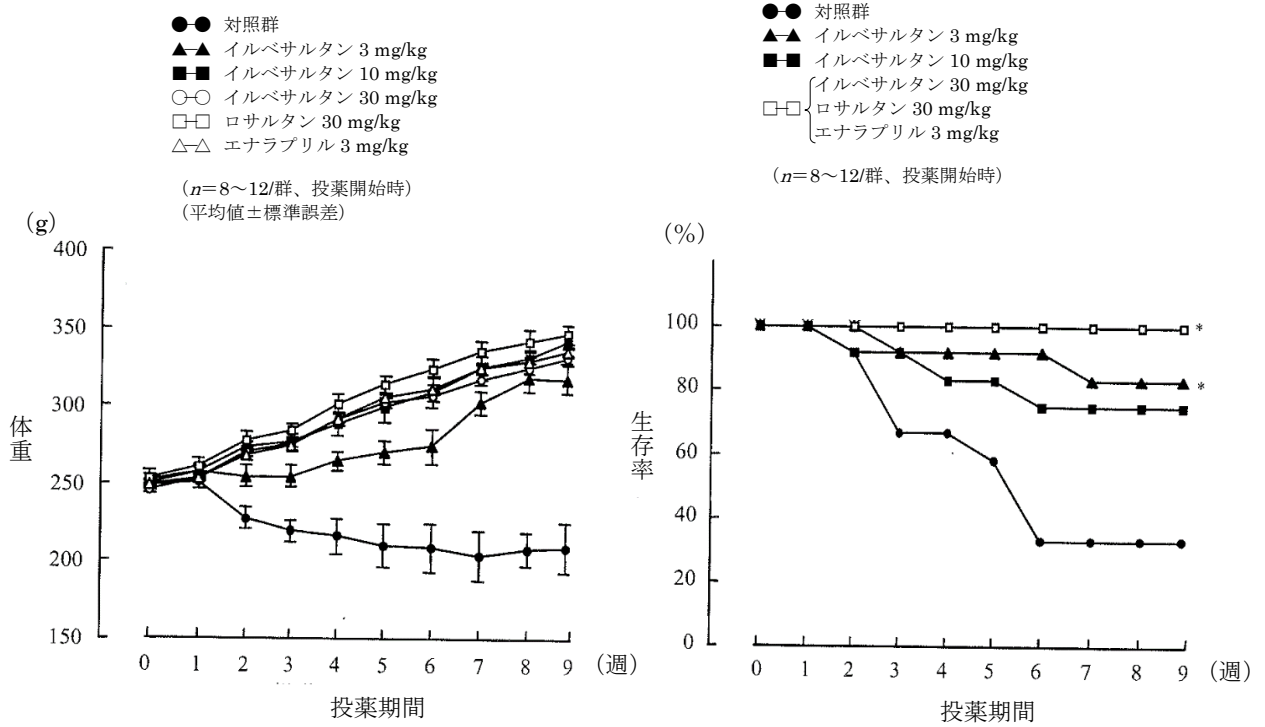 対照群
イルベサルタン 3 mg/kg
イルベサルタン 10 mg/kg
イルベサルタン 30 mg/kg
ロサルタン 30 mg/kg
エナラプリル 3 mg/kg
(n=8～12/群、投薬開始時)
(平均値±標準誤差)
(g)
400
350
300
250
200
150
体重
0 1 2 3 4 5 6 7 8 9 (週)
投薬期間
対照群
イルベサルタン 3 mg/kg
イルベサルタン 10 mg/kg
イルベサルタン 30 mg/kg
ロサルタン 30 mg/kg
エナラプリル 3 mg/kg
(n=8～12/群、投薬開始時)
(%)
100
80
60
40
20
0
生存率
*
*
0 1 2 3 4 5 6 7 8 9 (週)
投薬期間